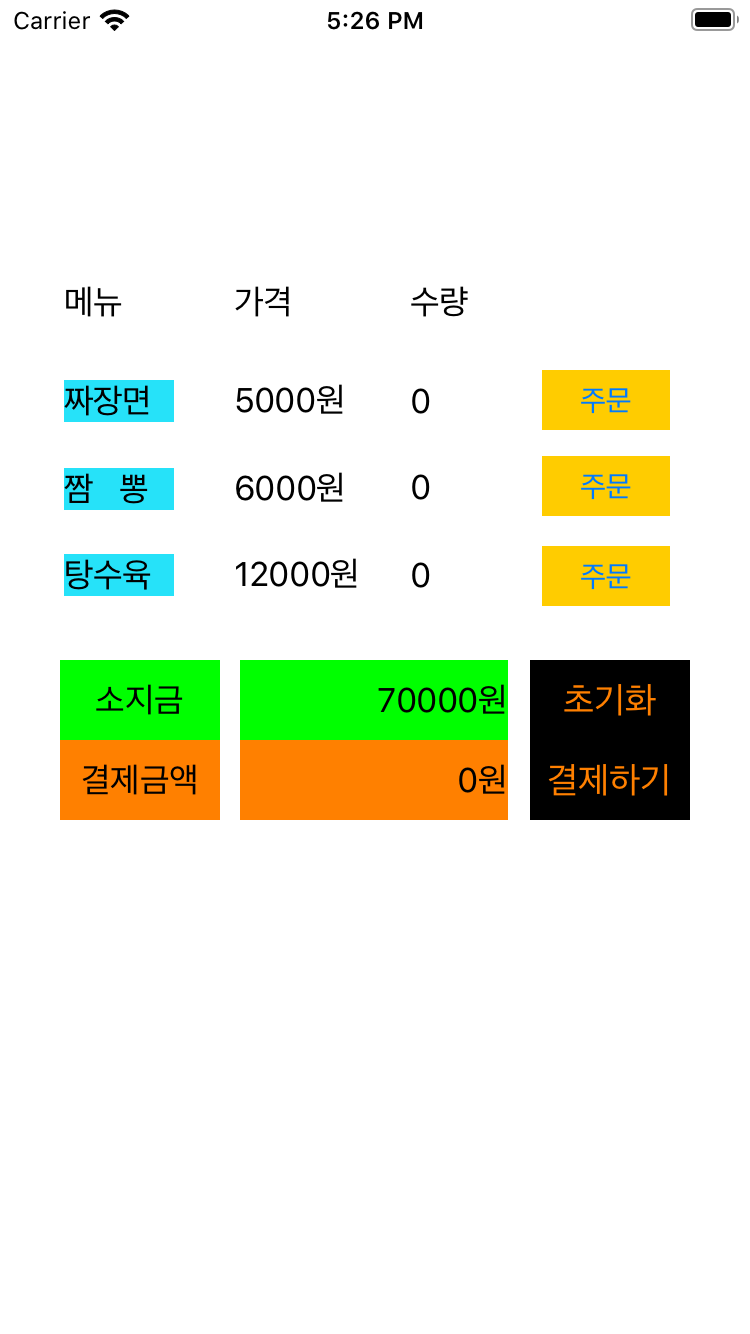 Carrier 5:26 PM
메뉴 가격 수량
짜장면 5000원 0 주문
짬 뽕 6000원 0 주문
탕수육 12000원 0 주문
소지금 70000원 초기화
결제금액 0원 결제하기